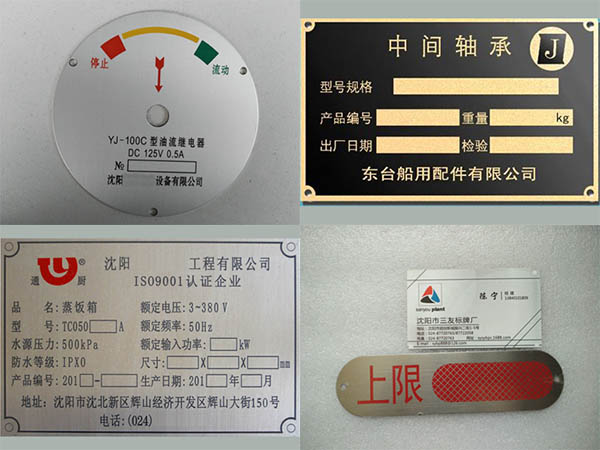 停止 流动
YJ-100C 型油流继电器
DC 125V 0.5A
№
沈阳 设备有限公司
中间轴承 J
型号规格
产品编号 重量 kg
出厂日期 检验
东台船用配件有限公司
通 厨 沈阳 工程有限公司
ISO9001认证企业
品 名: 蒸饭箱 额定电压: 3~380V
型 号: TC050 A 额定频率: 50Hz
水源压力: 500kPa 额定输入功率: kW
防水等级: IPX0 尺寸: X X mm
产品编号: 201 - 生产日期: 201 年 月
地址: 沈阳市沈北新区辉山经济开发区辉山大街150号
电话: (024)
sanyou plant
陈宁 经理
沈阳市三友标牌厂
上限